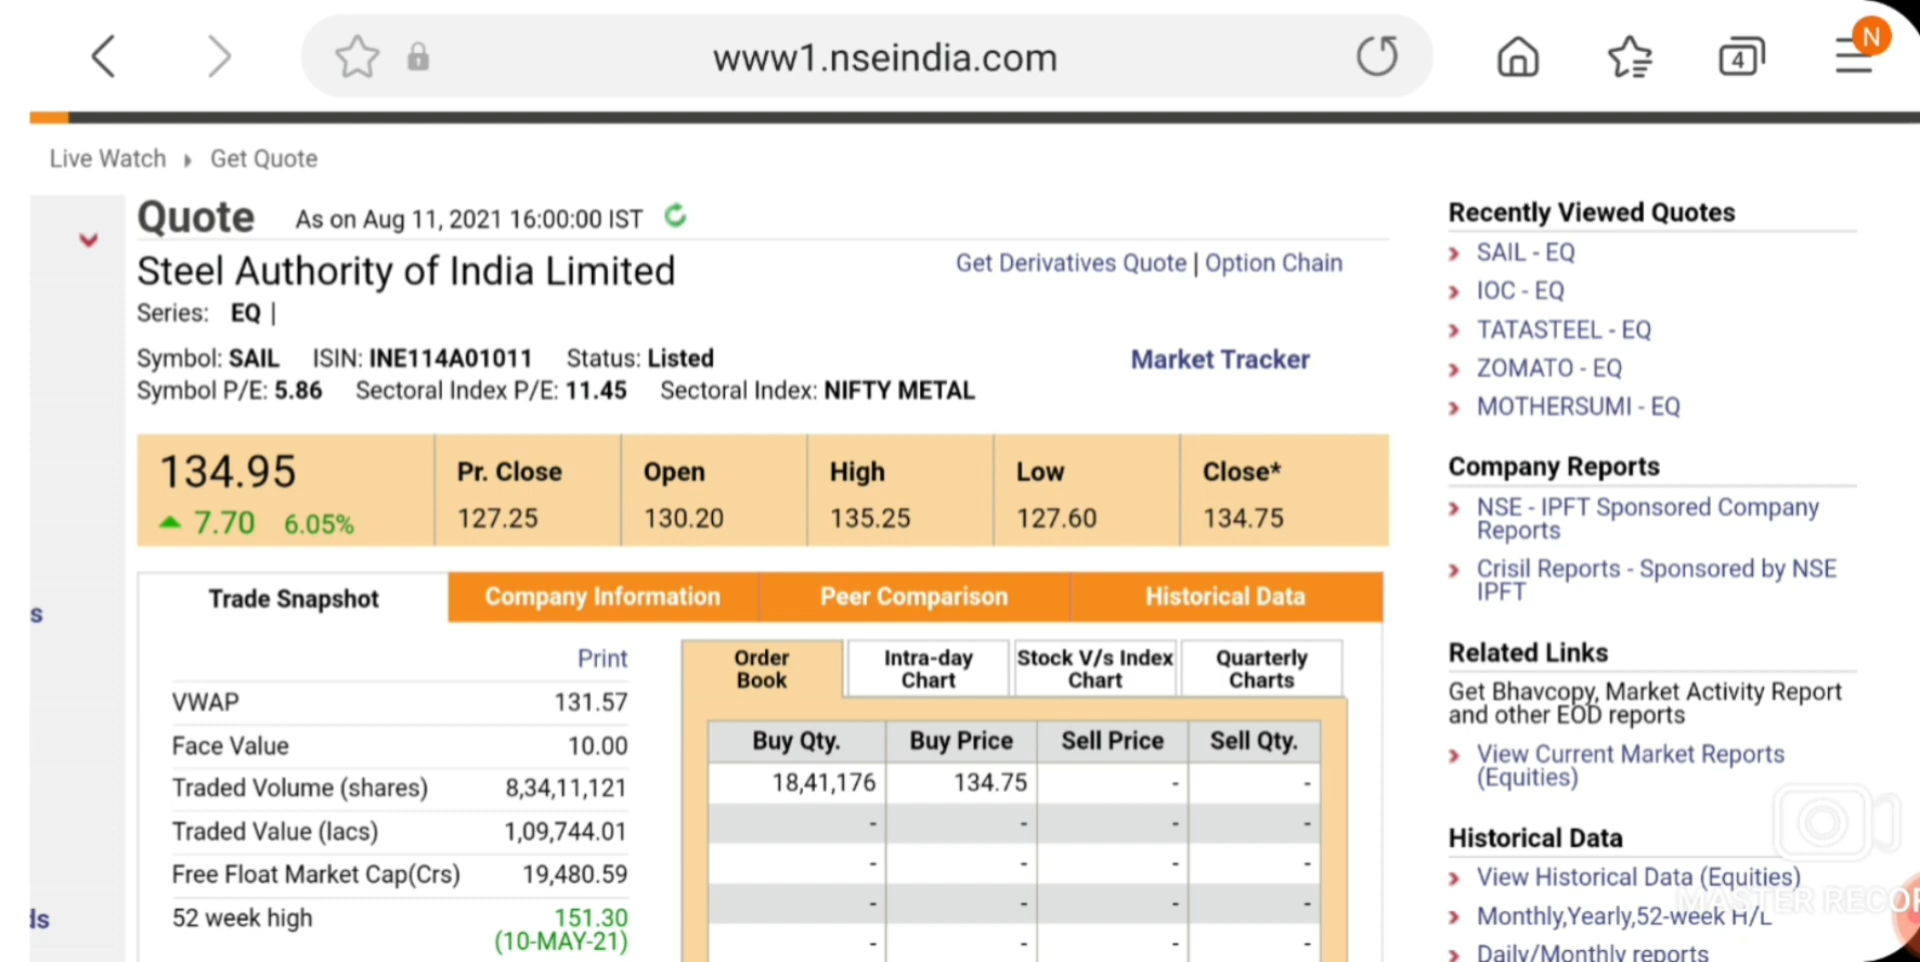 www1.nseindia.com
4
N
Live Watch Get Quote
Quote As on Aug 11, 2021 16:00:00 IST
Steel Authority of India Limited
Get Derivatives Quote | Option Chain
Series: EQ |
Symbol: SAIL ISIN: INE114A01011 Status: Listed
Market Tracker
Symbol P/E: 5.86 Sectoral Index P/E: 11.45 Sectoral Index: NIFTY METAL
134.95 Pr. Close Open High Low Close*
7.70 6.05% 127.25 130.20 135.25 127.60 134.75
Trade Snapshot Company Information Peer Comparison Historical Data
Print
VWAP 131.57
Face Value 10.00
Traded Volume (shares) 8,34,11,121
Traded Value (lacs) 1,09,744.01
Free Float Market Cap(Crs) 19,480.59
52 week high 151.30
(10-MAY-21)
s
ds
Order Book
Intra-day Chart
Stock V/s Index Chart
Quarterly Charts
Buy Qty. Buy Price Sell Price Sell Qty.
18,41,176 134.75 - -
- - - -
- - - -
- - - -
- - - -
Recently Viewed Quotes
SAIL - EQ
IOC - EQ
TATASTEEL - EQ
ZOMATO - EQ
MOTHERSUMI - EQ
Company Reports
NSE - IPFT Sponsored Company
Reports
Crisil Reports - Sponsored by NSE
IPFT
Related Links
Get Bhavcopy, Market Activity Report
and other EOD reports
View Current Market Reports
(Equities)
Historical Data
View Historical Data (Equities)
Monthly,Yearly,52-week H/L
Daily/Monthly reports
MASTER RECOR